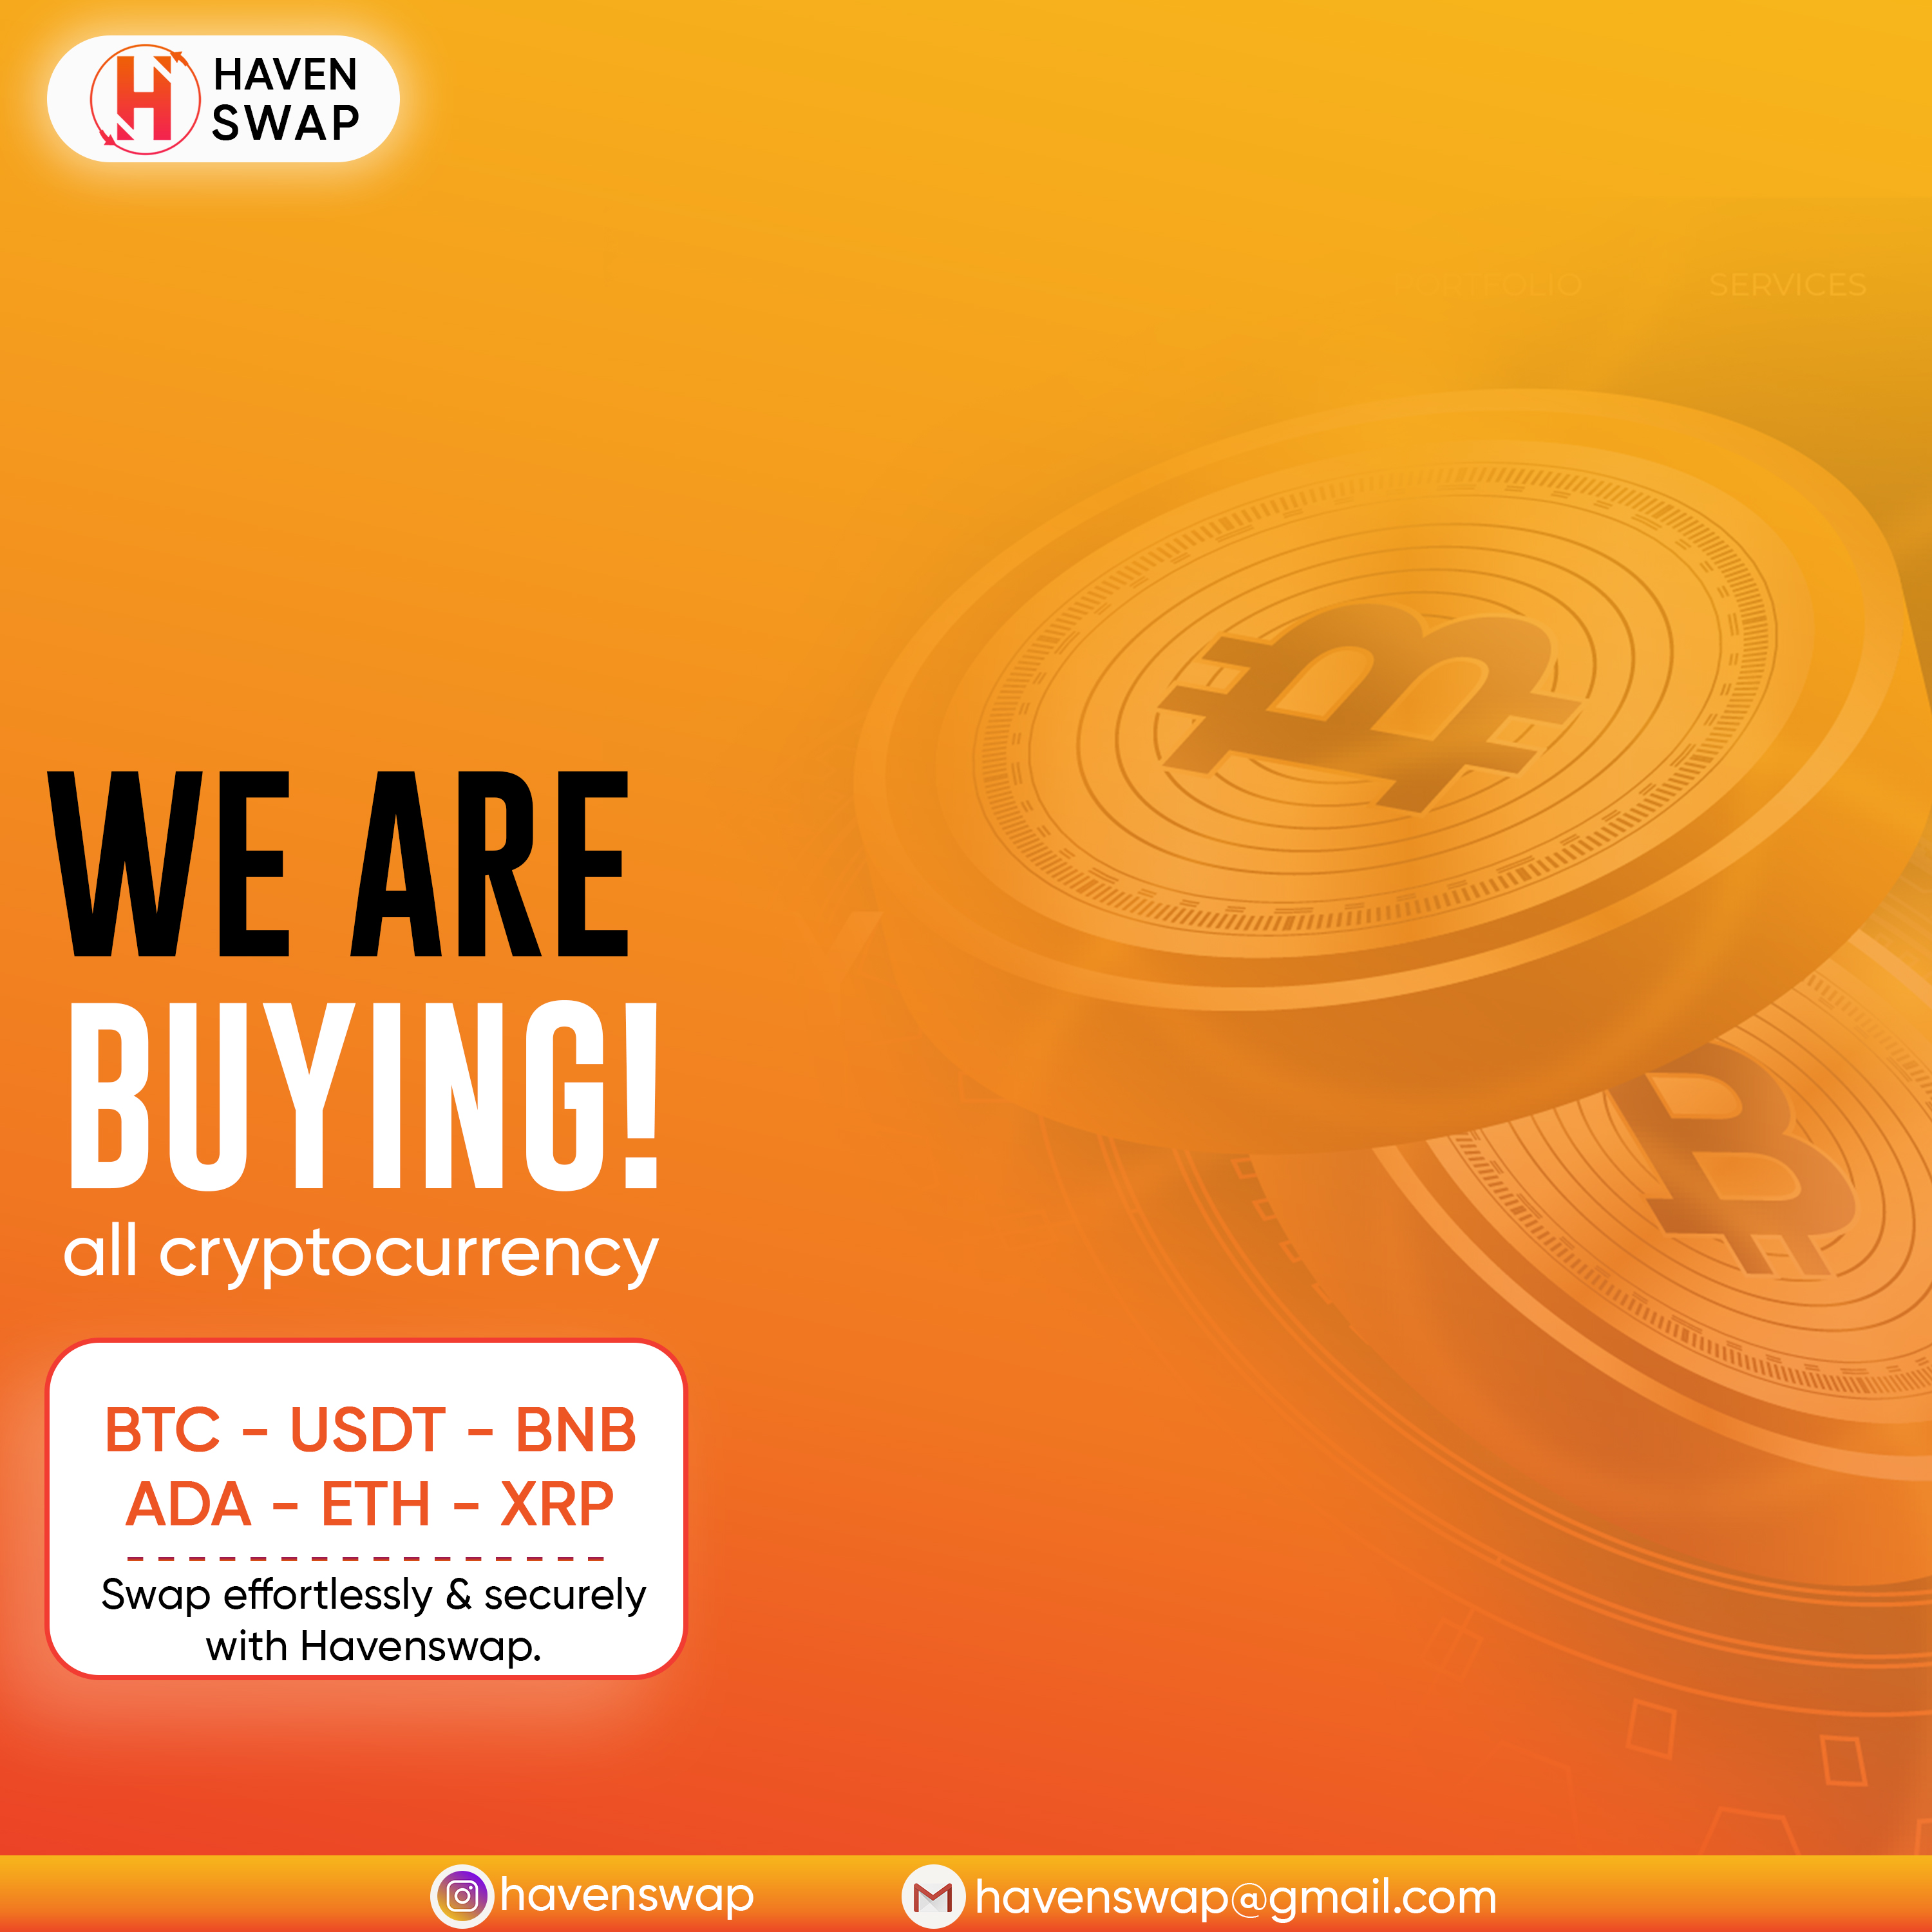 HAVEN
SWAP
SERVICES
WE ARE
BUYING!
all cryptocurrency
BTC - USDT - BNB
ADA - ETH - XRP
Swap effortlessly & securely
with Havenswap.
havenswap
havenswap@gmail.com